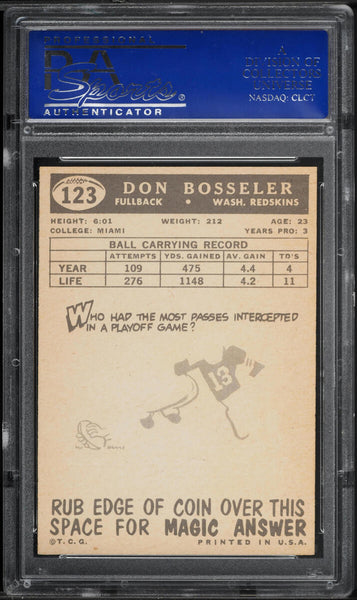 PROFESSIONAL
PSA
Sports
®
AUTHENTICATOR
A
DIVISION OF
COLLECTORS
UNIVERSE
NASDAQ: CLCT
123
DON BOSSELER
FULLBACK • WASH. REDSKINS
HEIGHT: 6:01 WEIGHT: 212 AGE: 23
COLLEGE: MIAMI YEARS PRO: 3
BALL CARRYING RECORD
ATTEMPTS YDS. GAINED AV. GAIN TD'S
YEAR 109 475 4.4 4
LIFE 276 1148 4.2 11
WHO HAD THE MOST PASSES INTERCEPTED
IN A PLAYOFF GAME?
13
RUB EDGE OF COIN OVER THIS
SPACE FOR MAGIC ANSWER
©T.C.G. PRINTED IN U.S.A.